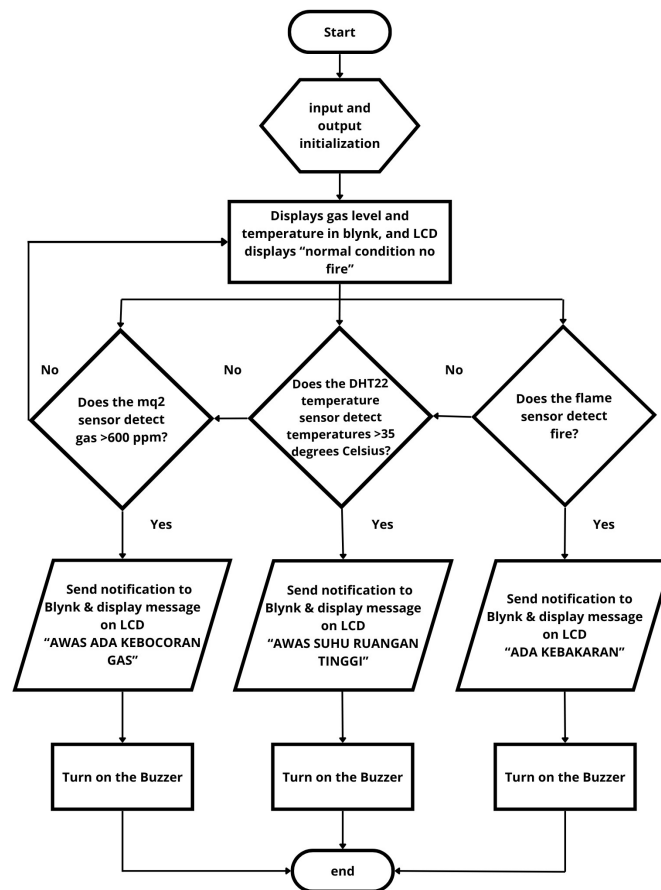 Start
input and
output
initialization
Displays gas level and
temperature in blynk, and LCD
displays “normal condition no
fire”
No
No
No
Does the mq2
sensor detect
gas >600 ppm?
Does the DHT22
temperature
sensor detect
temperatures >35
degrees Celsius?
Does the flame
sensor detect
fire?
Yes
Yes
Yes
Send notification to
Blynk & display message
on LCD
“AWAS ADA KEBOCORAN
GAS”
Send notification to
Blynk & display message
on LCD
“AWAS SUHU RUANGAN
TINGGI”
Send notification to
Blynk & display message
on LCD
“ADA KEBAKARAN”
Turn on the Buzzer
Turn on the Buzzer
Turn on the Buzzer
end